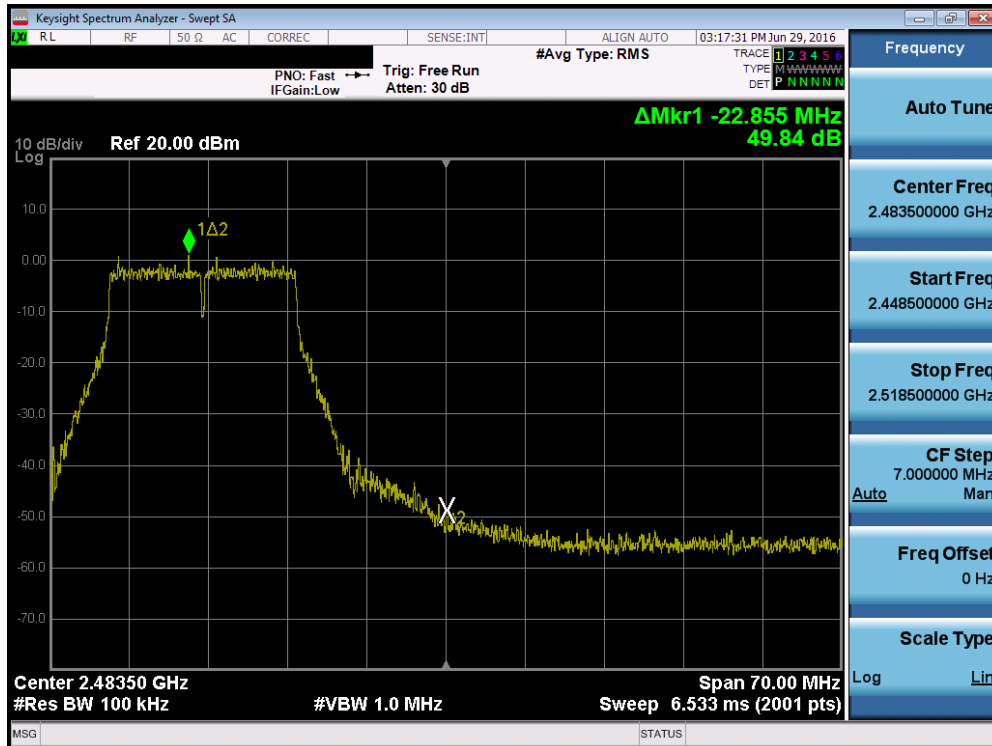 Keysight Spectrum Analyzer - Swept SA
LXI RL RF 50 Ω AC CORREC SENSE:INT ALIGN AUTO 03:17:31 PM Jun 29, 2016
#Avg Type: RMS
TRACE 1 2 3 4 5 6
PNO: Fast Trig: Free Run
TYPE M WWWWW
IFGain:Low Atten: 30 dB
DET P N N N N N
ΔMkr1 -22.855 MHz
49.84 dB
10 dB/div Ref 20.00 dBm
Log
10.0
1Δ2
0.00
-10.0
-20.0
-30.0
-40.0
-50.0
X2
-60.0
-70.0
Center 2.48350 GHz Span 70.00 MHz
#Res BW 100 kHz #VBW 1.0 MHz Sweep 6.533 ms (2001 pts)
MSG STATUS
Frequency
Auto Tune
Center Freq
2.483500000 GHz
Start Freq
2.448500000 GHz
Stop Freq
2.518500000 GHz
CF Step
7.000000 MHz
Auto Man
Freq Offset
0 Hz
Scale Type
Log Lin